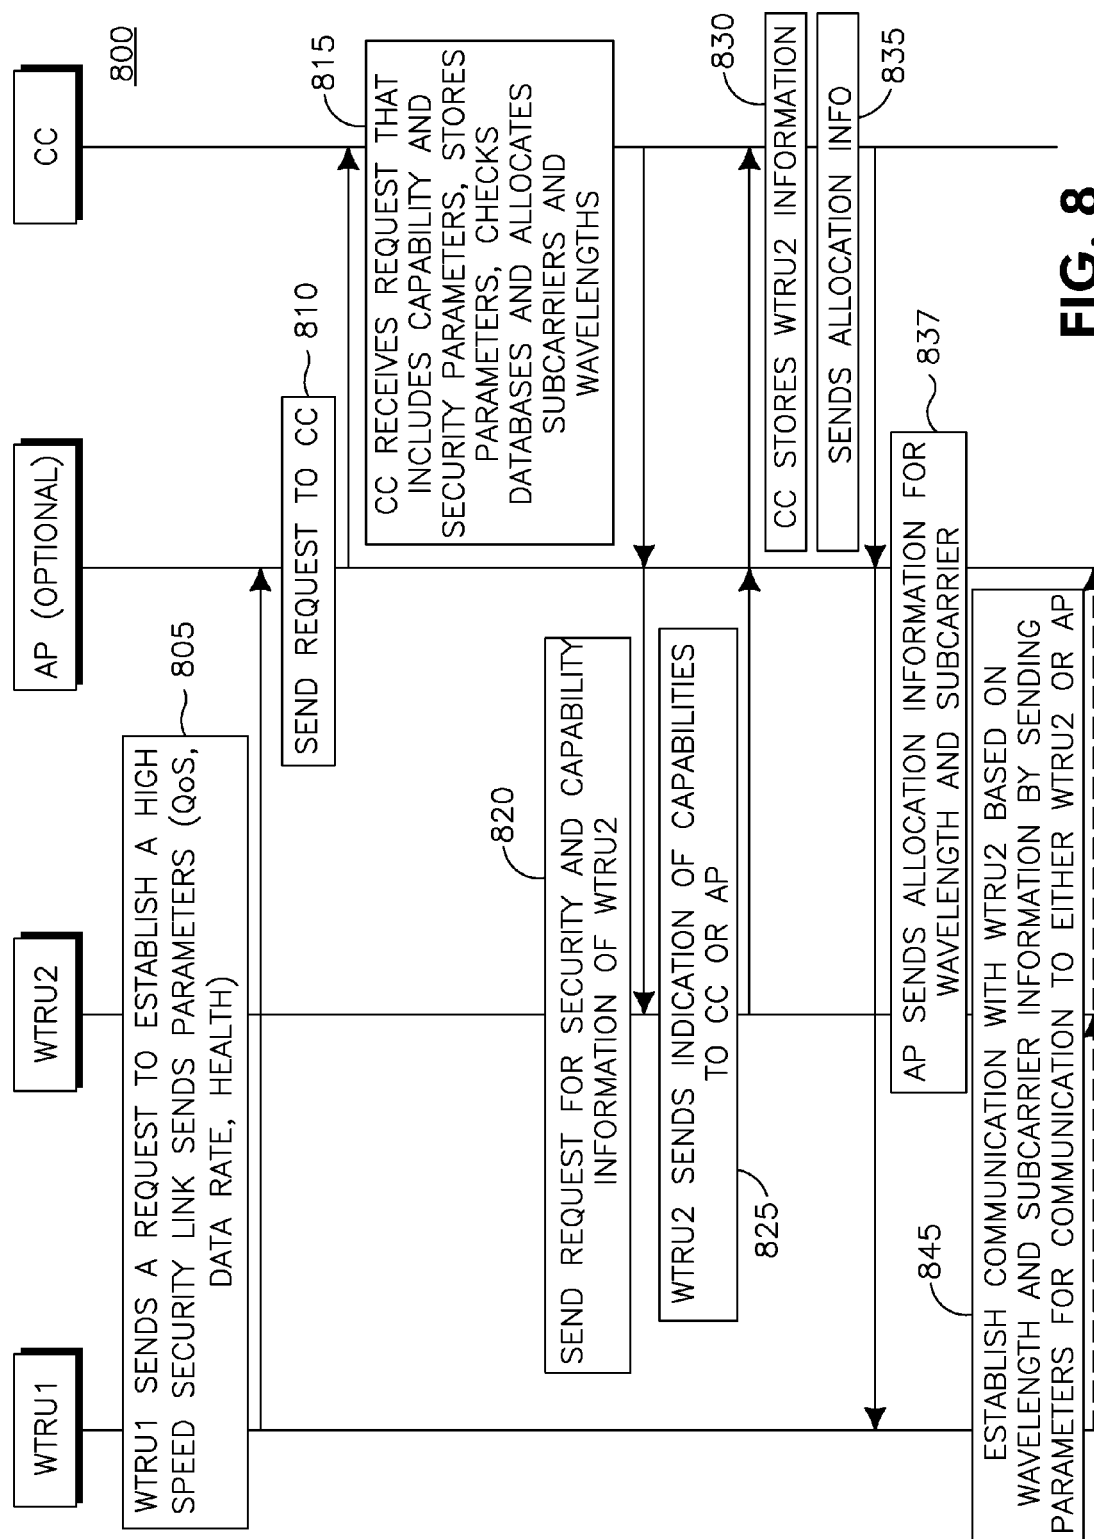 800
WTRU1
WTRU2
AP (OPTIONAL)
CC
WTRU1 SENDS A REQUEST TO ESTABLISH A HIGH
SPEED SECURITY LINK SENDS PARAMETERS (QoS,
DATA RATE, HEALTH)
805
SEND REQUEST TO CC
810
CC RECEIVES REQUEST THAT
INCLUDES CAPABILITY AND
SECURITY PARAMETERS, STORES
PARAMETERS, CHECKS
DATABASES AND ALLOCATES
SUBCARRIERS AND
WAVELENGTHS
815
SEND REQUEST FOR SECURITY AND CAPABILITY
INFORMATION OF WTRU2
820
WTRU2 SENDS INDICATION OF CAPABILITIES
TO CC OR AP
825
CC STORES WTRU2 INFORMATION
830
SENDS ALLOCATION INFO
835
AP SENDS ALLOCATION INFORMATION FOR
WAVELENGTH AND SUBCARRIER
837
ESTABLISH COMMUNICATION WITH WTRU2 BASED ON
WAVELENGTH AND SUBCARRIER INFORMATION BY SENDING
PARAMETERS FOR COMMUNICATION TO EITHER WTRU2 OR AP
845
FIG. 8